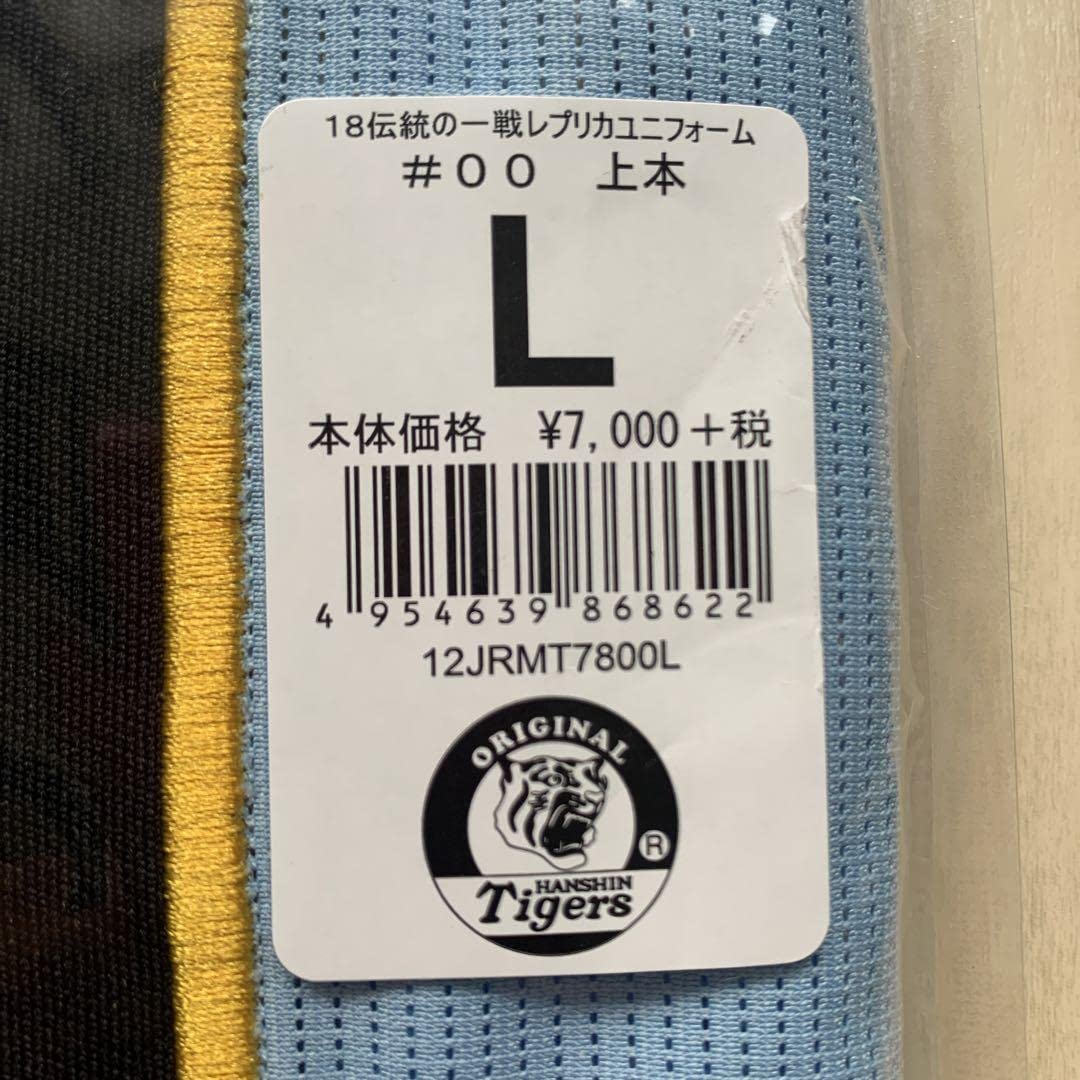 18伝統の一戦レプリカユニフォーム
#00 上本
L
本体価格 ¥7,000+税
4 954639 868622
12JRMT7800L
ORIGINAL
®
HANSHIN
Tigers